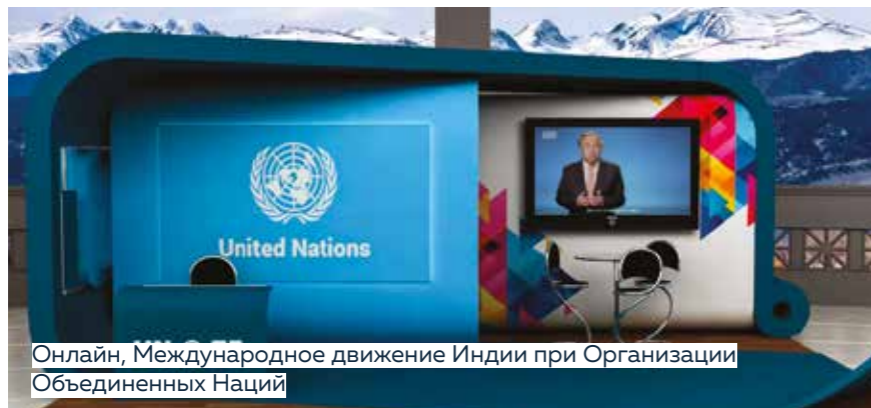 United Nations
Онлайн, Международное движение Индии при Организации
Объединенных Наций